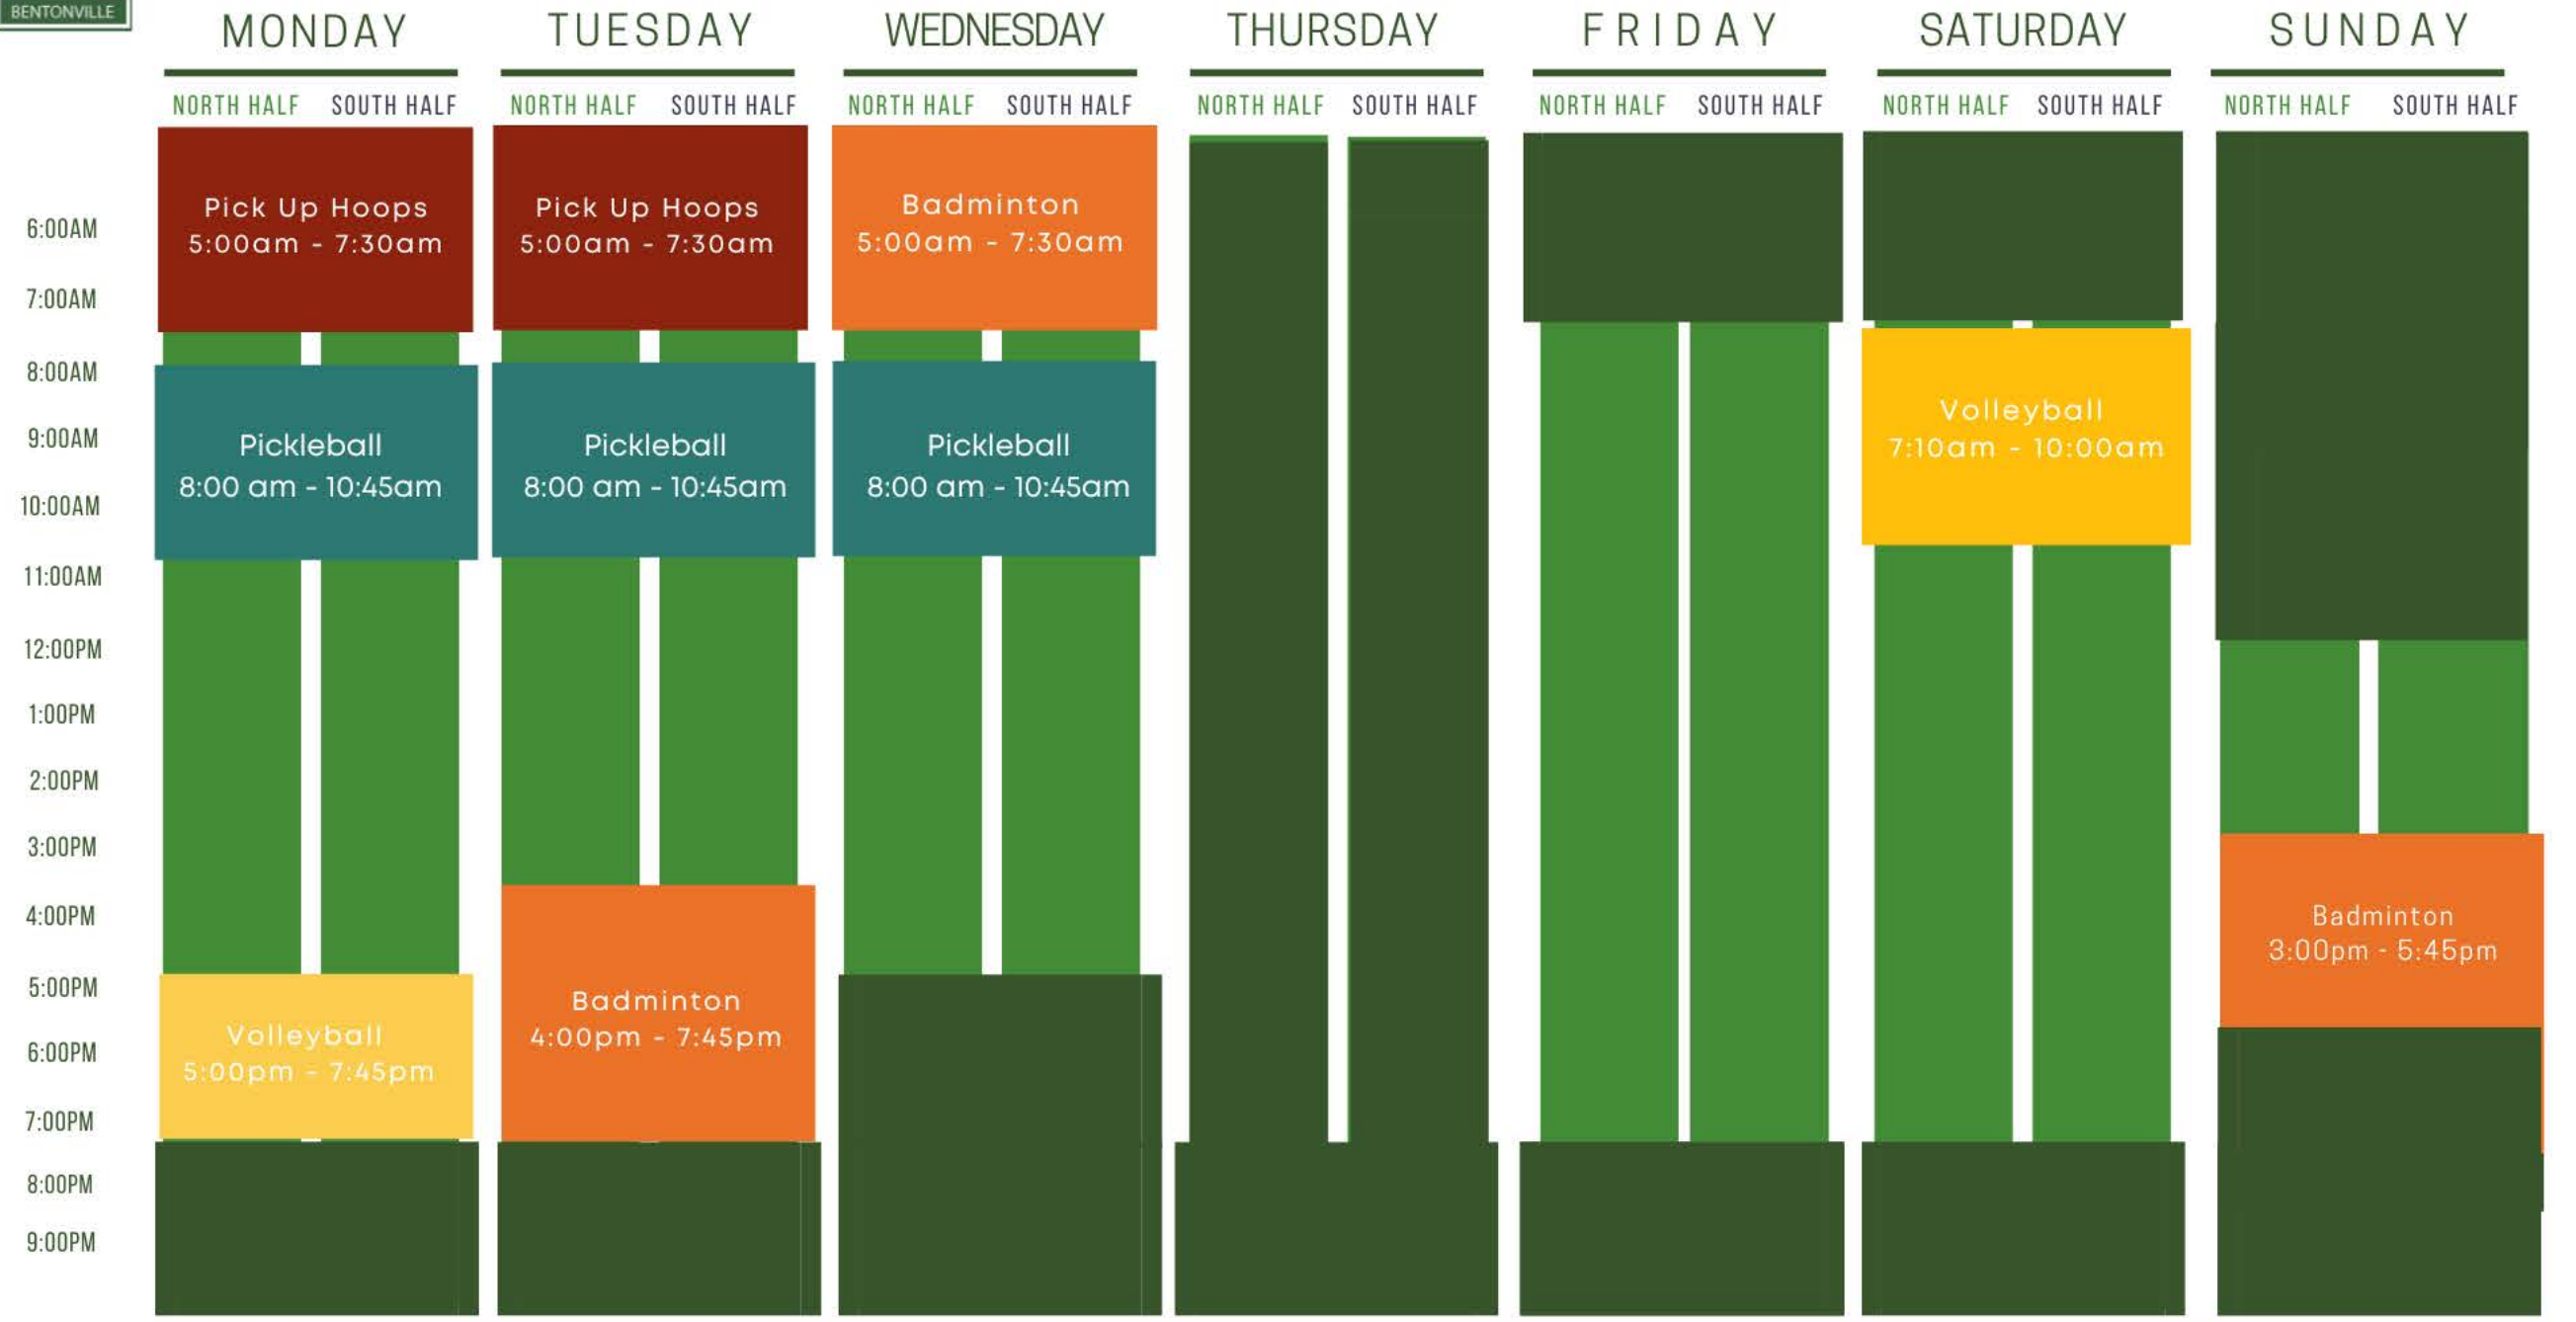 BENTONVILLE
MONDAY TUESDAY WEDNESDAY THURSDAY FRIDAY SATURDAY SUNDAY
NORTH HALF SOUTH HALF NORTH HALF SOUTH HALF NORTH HALF SOUTH HALF NORTH HALF SOUTH HALF NORTH HALF SOUTH HALF NORTH HALF SOUTH HALF NORTH HALF SOUTH HALF
Pick Up Hoops
5:00am - 7:30am
Pick Up Hoops
5:00am - 7:30am
Badminton
5:00am - 7:30am
6:00AM
7:00AM
8:00AM
9:00AM
10:00AM
11:00AM
12:00PM
1:00PM
2:00PM
3:00PM
4:00PM
5:00PM
6:00PM
7:00PM
8:00PM
9:00PM
Pickleball
8:00 am - 10:45am
Pickleball
8:00 am - 10:45am
Pickleball
8:00 am - 10:45am
Volleyball
7:10am - 10:00am
Volleyball
5:00pm - 7:45pm
Badminton
4:00pm - 7:45pm
Badminton
3:00pm - 5:45pm